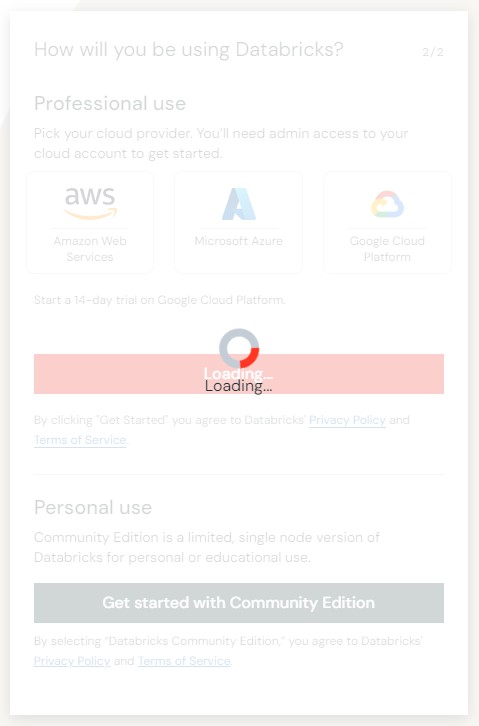 How will you be using Databricks?
2/2
Professional use
Pick your cloud provider. You'll need admin access to your
cloud account to get started.
aws
Amazon Web
Services
Microsoft Azure
Google Cloud
Platform
Start a 14-day trial on Google Cloud Platform.
Loading...
Loading...
By clicking "Get Started" you agree to Databricks' Privacy Policy and
Terms of Service.
Personal use
Community Edition is a limited, single node version of
Databricks for personal or educational use.
Get started with Community Edition
By selecting "Databricks Community Edition," you agree to Databricks'
Privacy Policy and Terms of Service.